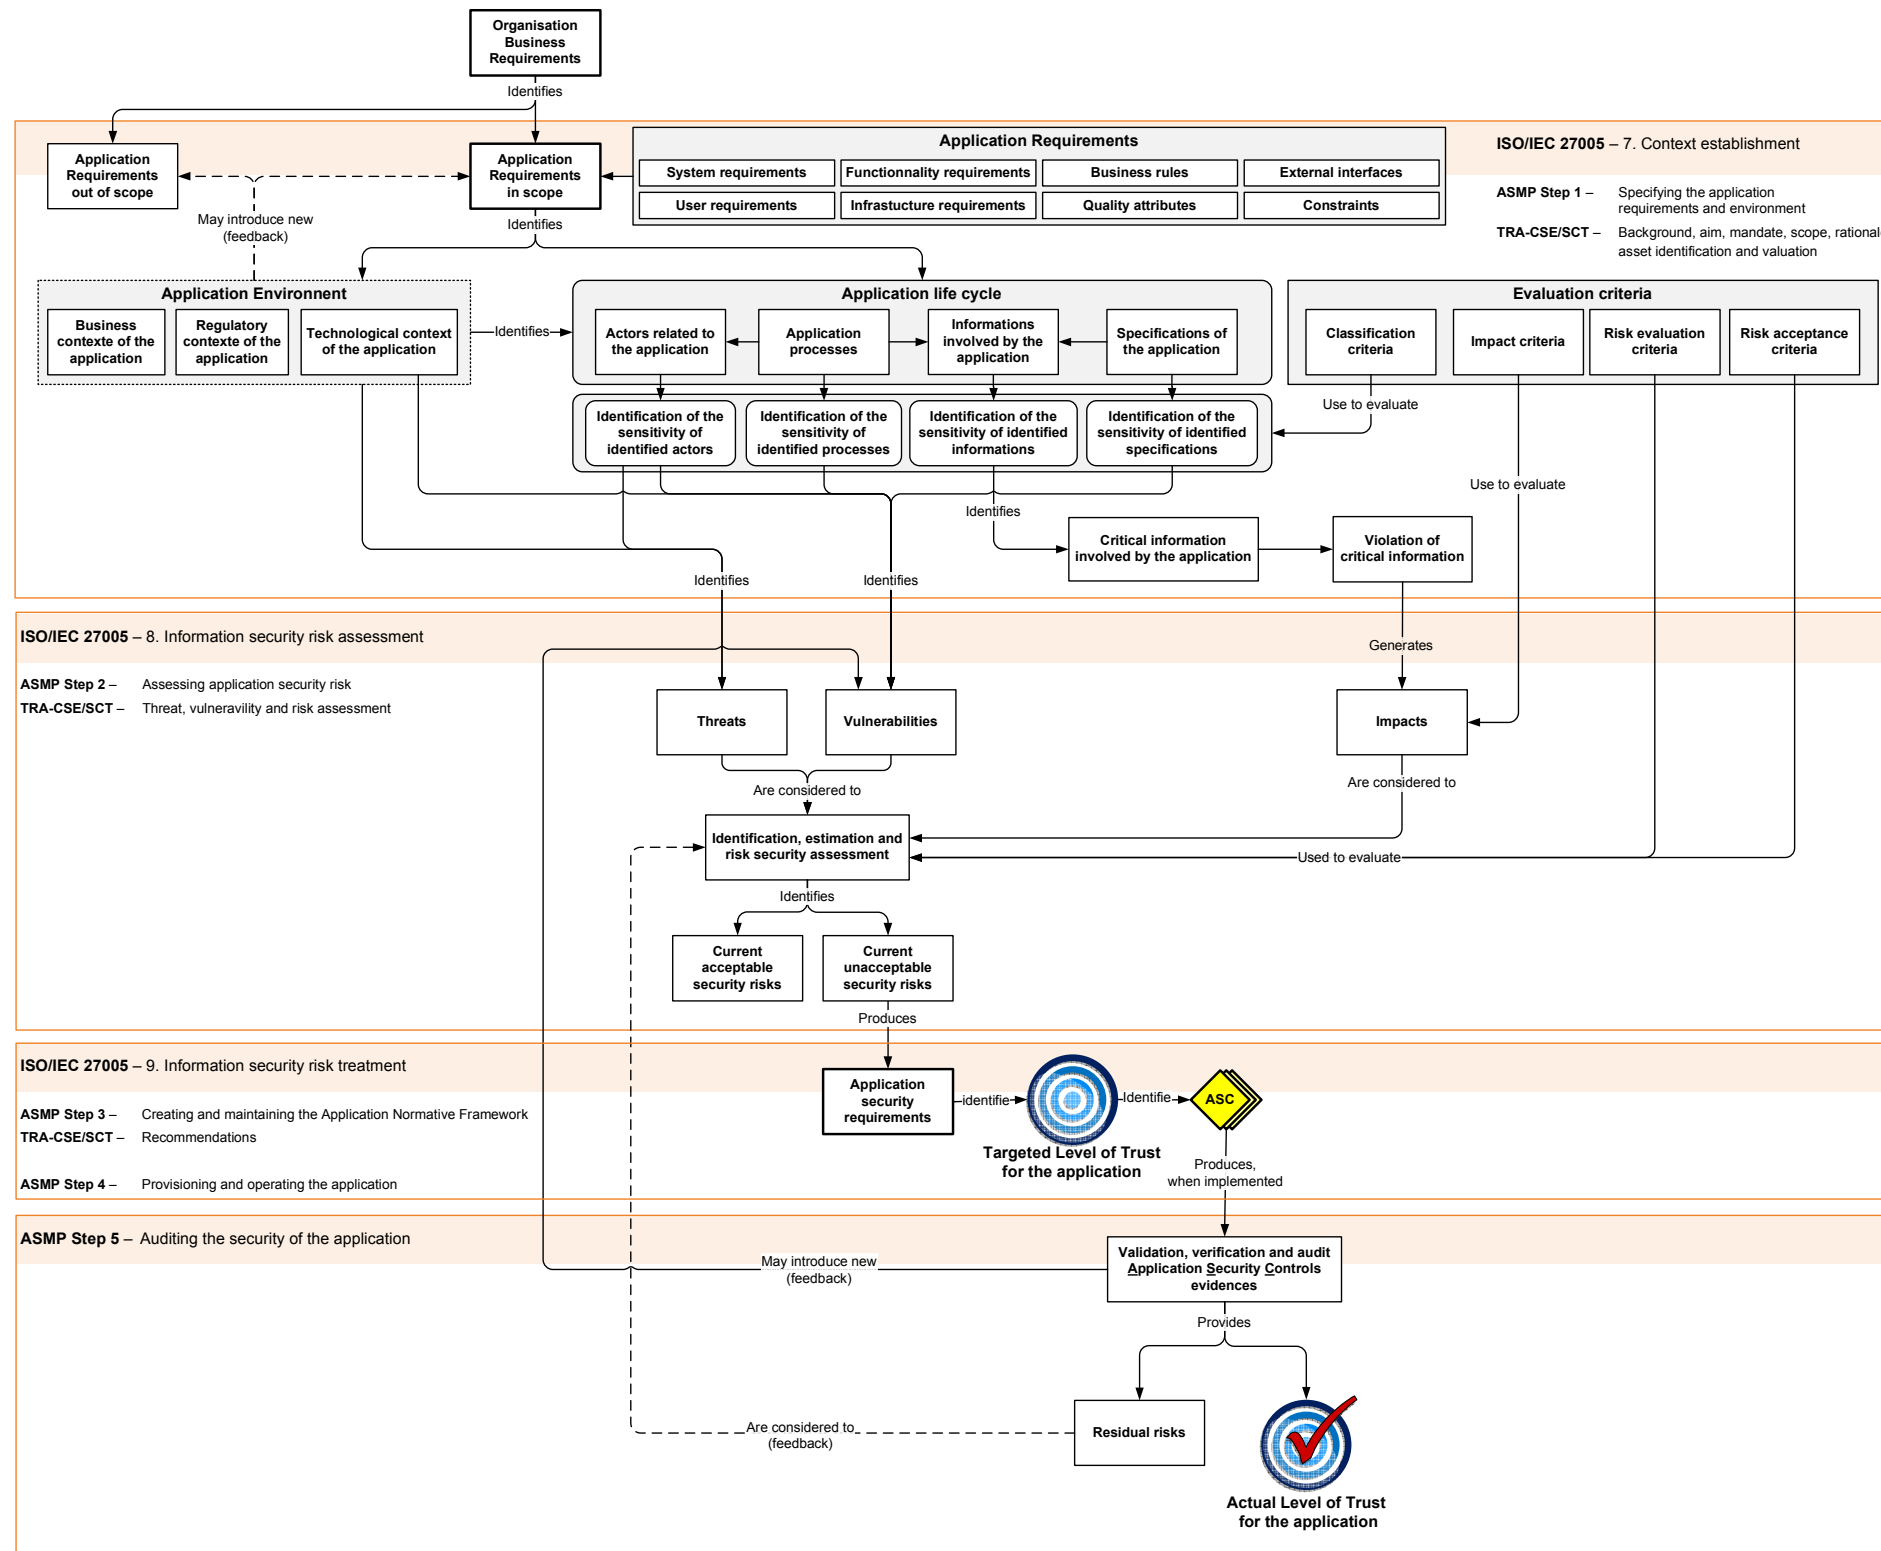 Organisation
Business
Requirements
Identifies
Application
Requirements
out of scope
Application
Requirements
in scope
Application Requirements
System requirements
Functionnality requirements
Business rules
External interfaces
User requirements
Infrastucture requirements
Quality attributes
Constraints
ISO/IEC 27005 – 7. Context establishment
ASMP Step 1 – Specifying the application
requirements and environment
TRA-CSE/SCT – Background, aim, mandate, scope, rational
asset identification and valuation
May introduce new
(feedback)
Identifies
Application Environment
Business
contexte of the
application
Regulatory
contexte of the
application
Technological context
of the application
Identifies
Application life cycle
Actors related to
the application
Application
processes
Informations
involved by the
application
Specifications of
the application
Evaluation criteria
Classification
criteria
Impact criteria
Risk evaluation
criteria
Risk acceptance
criteria
Identification of the
sensitivity of
identified actors
Identification of the
sensitivity of
identified processes
Identification of the
sensitivity of identified
informations
Identification of the
sensitivity of identified
specifications
Use to evaluate
Use to evaluate
Identifies
Critical information
involved by the application
Violation of
critical information
Identifies
Identifies
ISO/IEC 27005 – 8. Information security risk assessment
Generates
ASMP Step 2 – Assessing application security risk
TRA-CSE/SCT – Threat, vulneravility and risk assessment
Threats
Vulnerabilities
Impacts
Are considered to
Are considered to
Identification, estimation and
risk security assessment
Used to evaluate
Identifies
Current
acceptable
security risks
Current
unacceptable
security risks
Produces
ISO/IEC 27005 – 9. Information security risk treatment
ASMP Step 3 – Creating and maintaining the Application Normative Framework
TRA-CSE/SCT – Recommendations
ASMP Step 4 – Provisioning and operating the application
Application
security
requirements
identifie
Identifie
ASC
Targeted Level of Trust
for the application
Produces,
when implemented
ASMP Step 5 – Auditing the security of the application
May introduce new
(feedback)
Validation, verification and audit
Application Security Controls
evidences
Provides
Are considered to
(feedback)
Residual risks
Actual Level of Trust
for the application